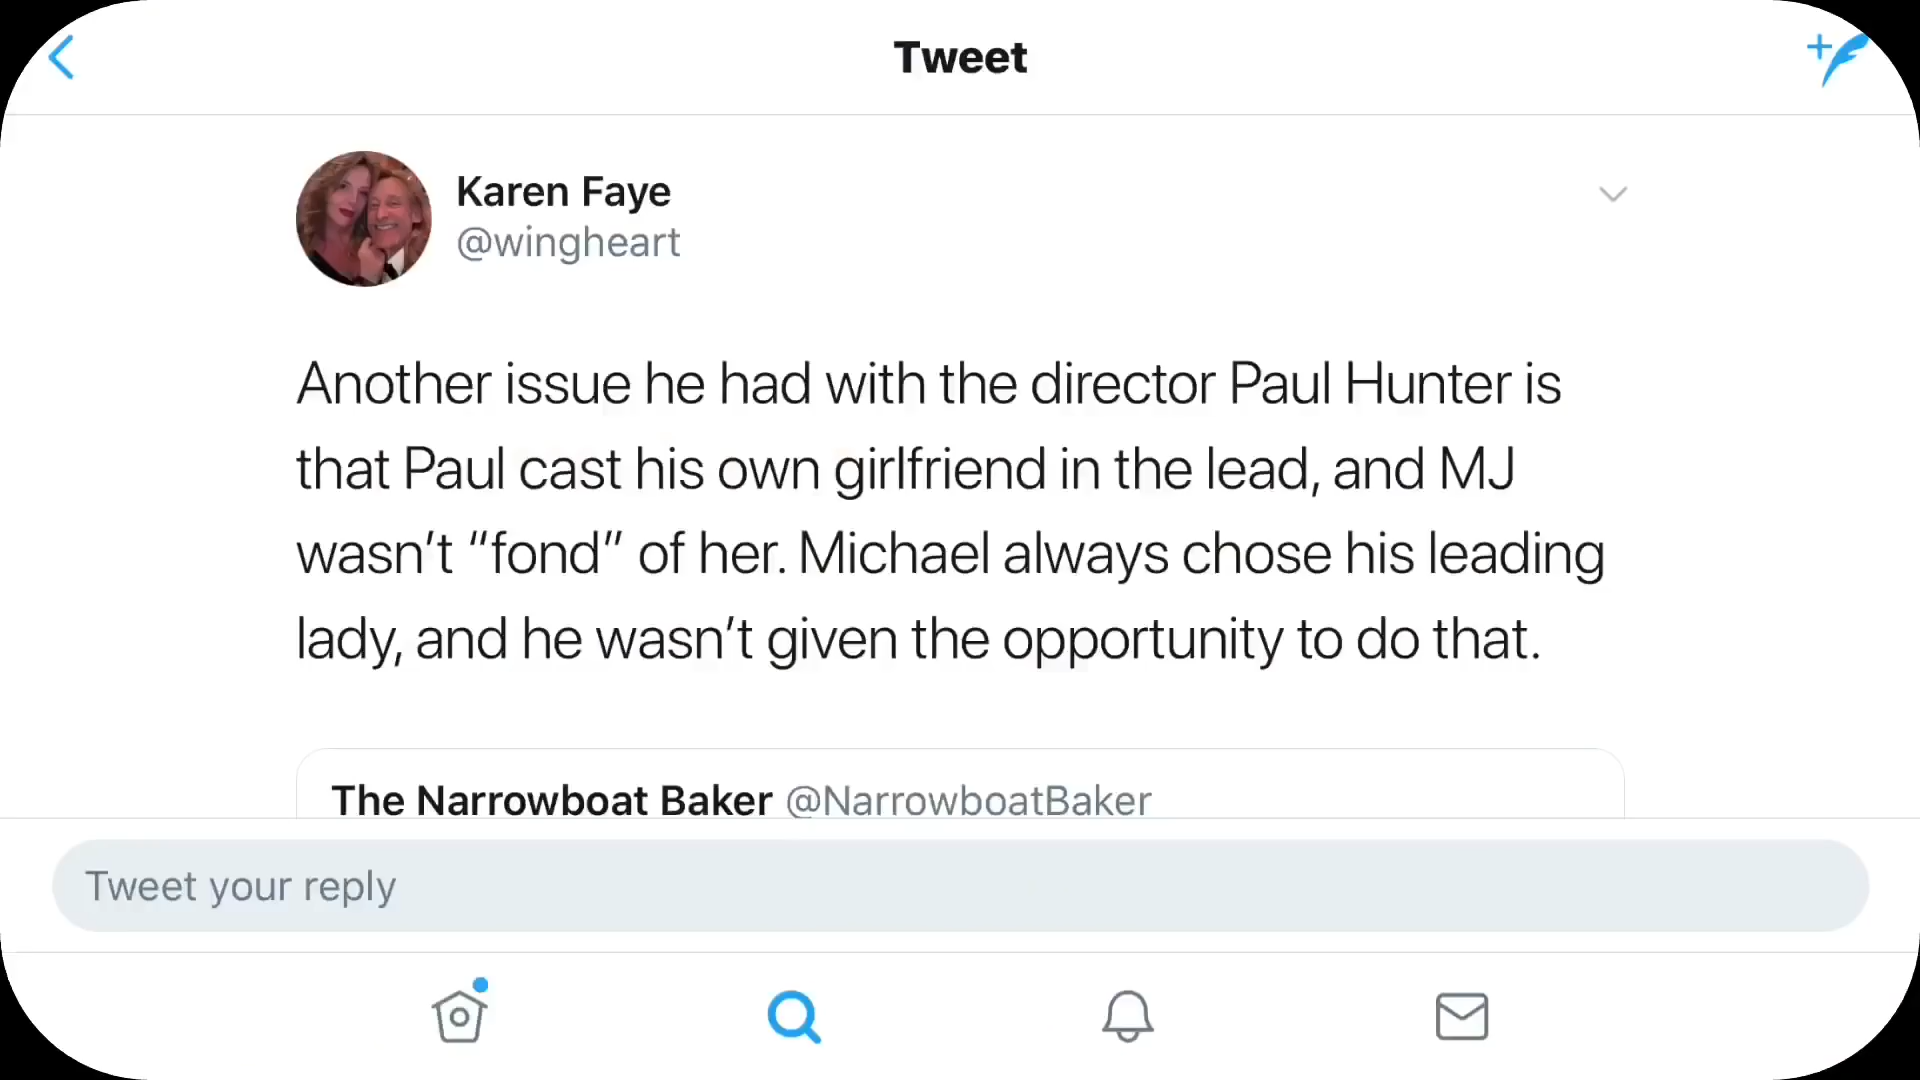 Tweet
Karen Faye
@wingheart
Another issue he had with the director Paul Hunter is
that Paul cast his own girlfriend in the lead, and MJ
wasn’t “fond” of her. Michael always chose his leading
lady, and he wasn’t given the opportunity to do that.
The Narrowboat Baker @NarrowboatBaker
Tweet your reply